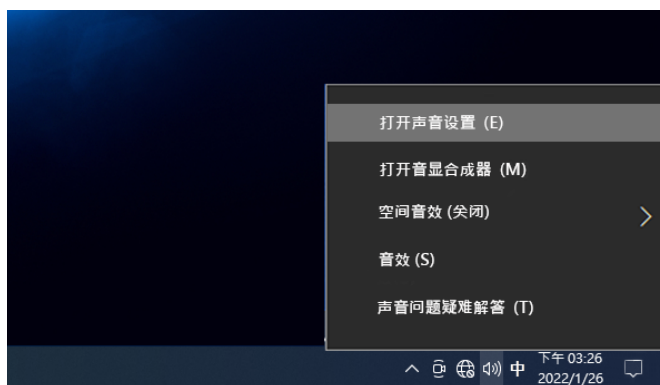 打开声音设置 (E)
打开音显合成器 (M)
空间音效 (关闭)
音效 (S)
声音问题疑难解答 (T)
中
下午 03:26
2022/1/26